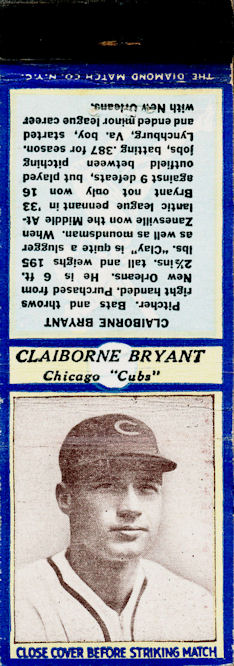 THE DIAMOND MATCH CO. N.Y.C.
CLAIBORNE BRYANT
Pitcher. Bats and throws
right handed. Purchased from
New Orleans. He is 6 ft.
2½ ins. tall and weighs 195
lbs. "Clay" is quite a slugger
as well as moundsman. When
Zanesville won the Middle At-
lantic league pennant in '33
Bryant not only won 16
against 9 defeats, but played
outfield between pitching
jobs, batting .387 for season.
Lynchburg, Va. boy, started
and ended minor league career
with New Orleans.
CLAIBORNE BRYANT
Chicago "Cubs"
C
CLOSE COVER BEFORE STRIKING MATCH